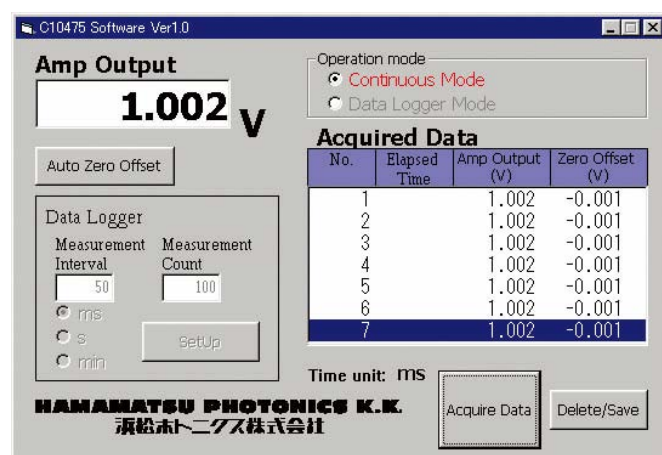 C10475 Software Ver1.0
Amp Output
1.002 V
Auto Zero Offset
Data Logger
Measurement Interval
Measurement Count
50
100
ms
s
min
SetUp
Operation mode
Continuous Mode
Data Logger Mode
Acquired Data
No. Elapsed Time Amp Output (V) Zero Offset (V)
1 1.002 -0.001
2 1.002 -0.001
3 1.002 -0.001
4 1.002 -0.001
5 1.002 -0.001
6 1.002 -0.001
7 1.002 -0.001
Time unit: ms
Acquire Data
Delete/Save
HAMAMATSU PHOTONICS K.K.
浜松ホトニクス株式会社